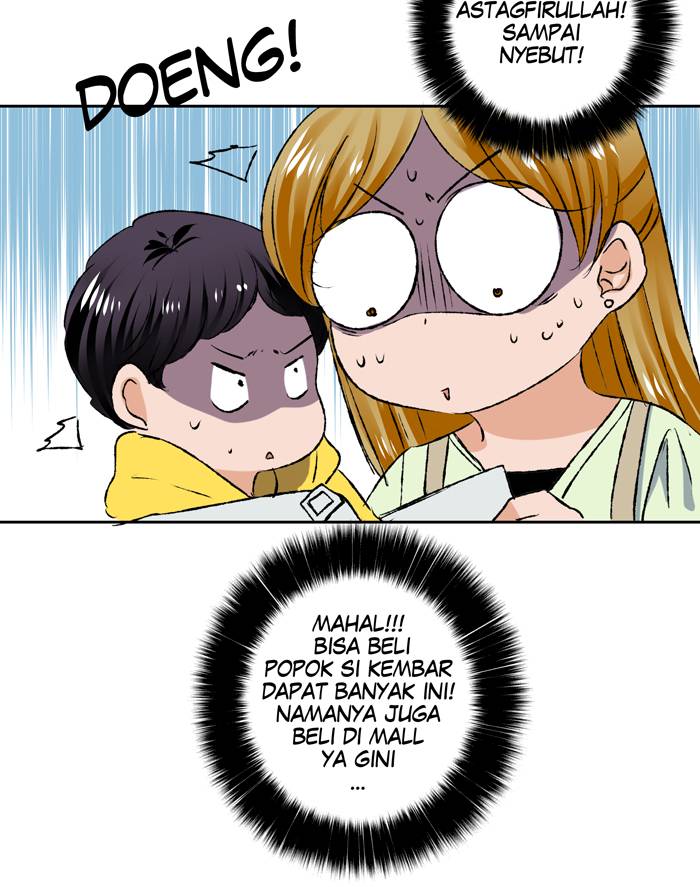 ASTAGFIRULLAH!
SAMPAI
NYEBUT!
DOENG!
MAHAL!!!
BISA BELI
POPOK SI KEMBAR
DAPAT BANYAK INI!
NAMANYA JUGA
BELI DI MALL
YA GINI
...